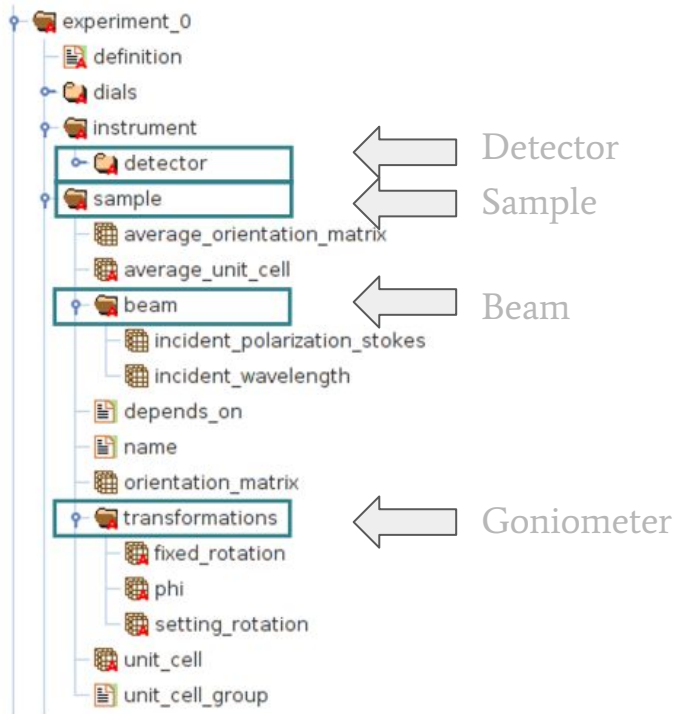 experiment_0
definition
dials
instrument
detector
Detector
sample
Sample
average_orientation_matrix
average_unit_cell
beam
Beam
incident_polarization_stokes
incident_wavelength
depends_on
name
orientation_matrix
transformations
Goniometer
fixed_rotation
phi
setting_rotation
unit_cell
unit_cell_group